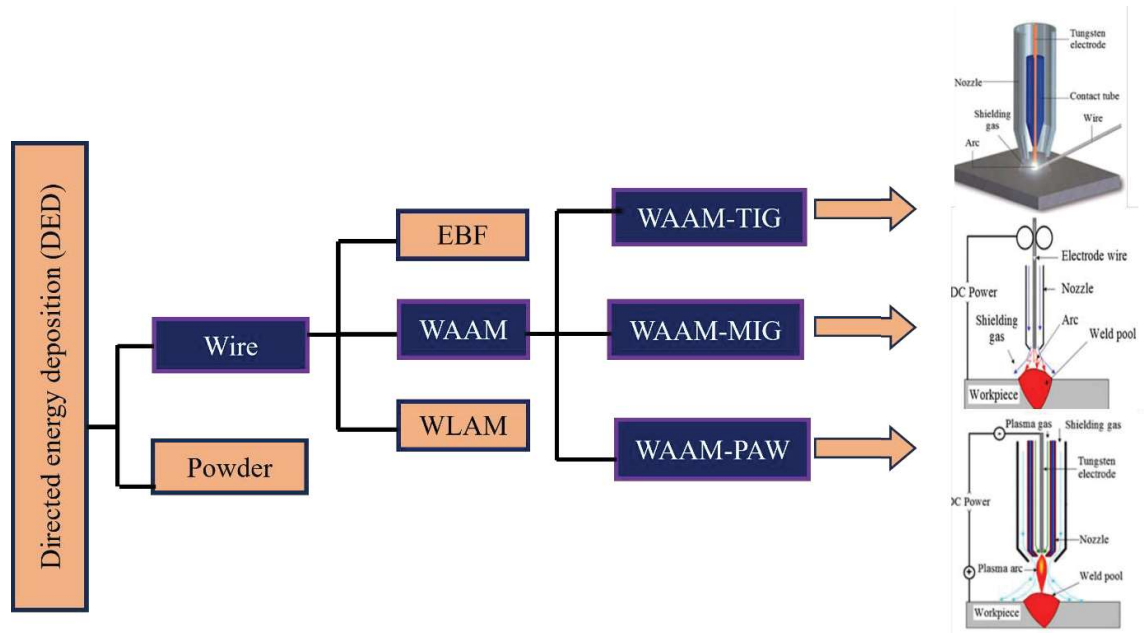 Directed energy deposition (DED)
Wire
Powder
EBF
WAAM
WLAM
WAAM-TIG
WAAM-MIG
WAAM-PAW
Tungsten
electrode
Nozzle
Contact tube
Shielding
gas
Wire
Arc
Electrode wire
DC Power
Nozzle
Shielding
gas
Arc
Weld pool
Workpiece
Plasma gas
Shielding gas
Tungsten
electrode
DC Power
Nozzle
Plasma arc
Weld pool
Workpiece